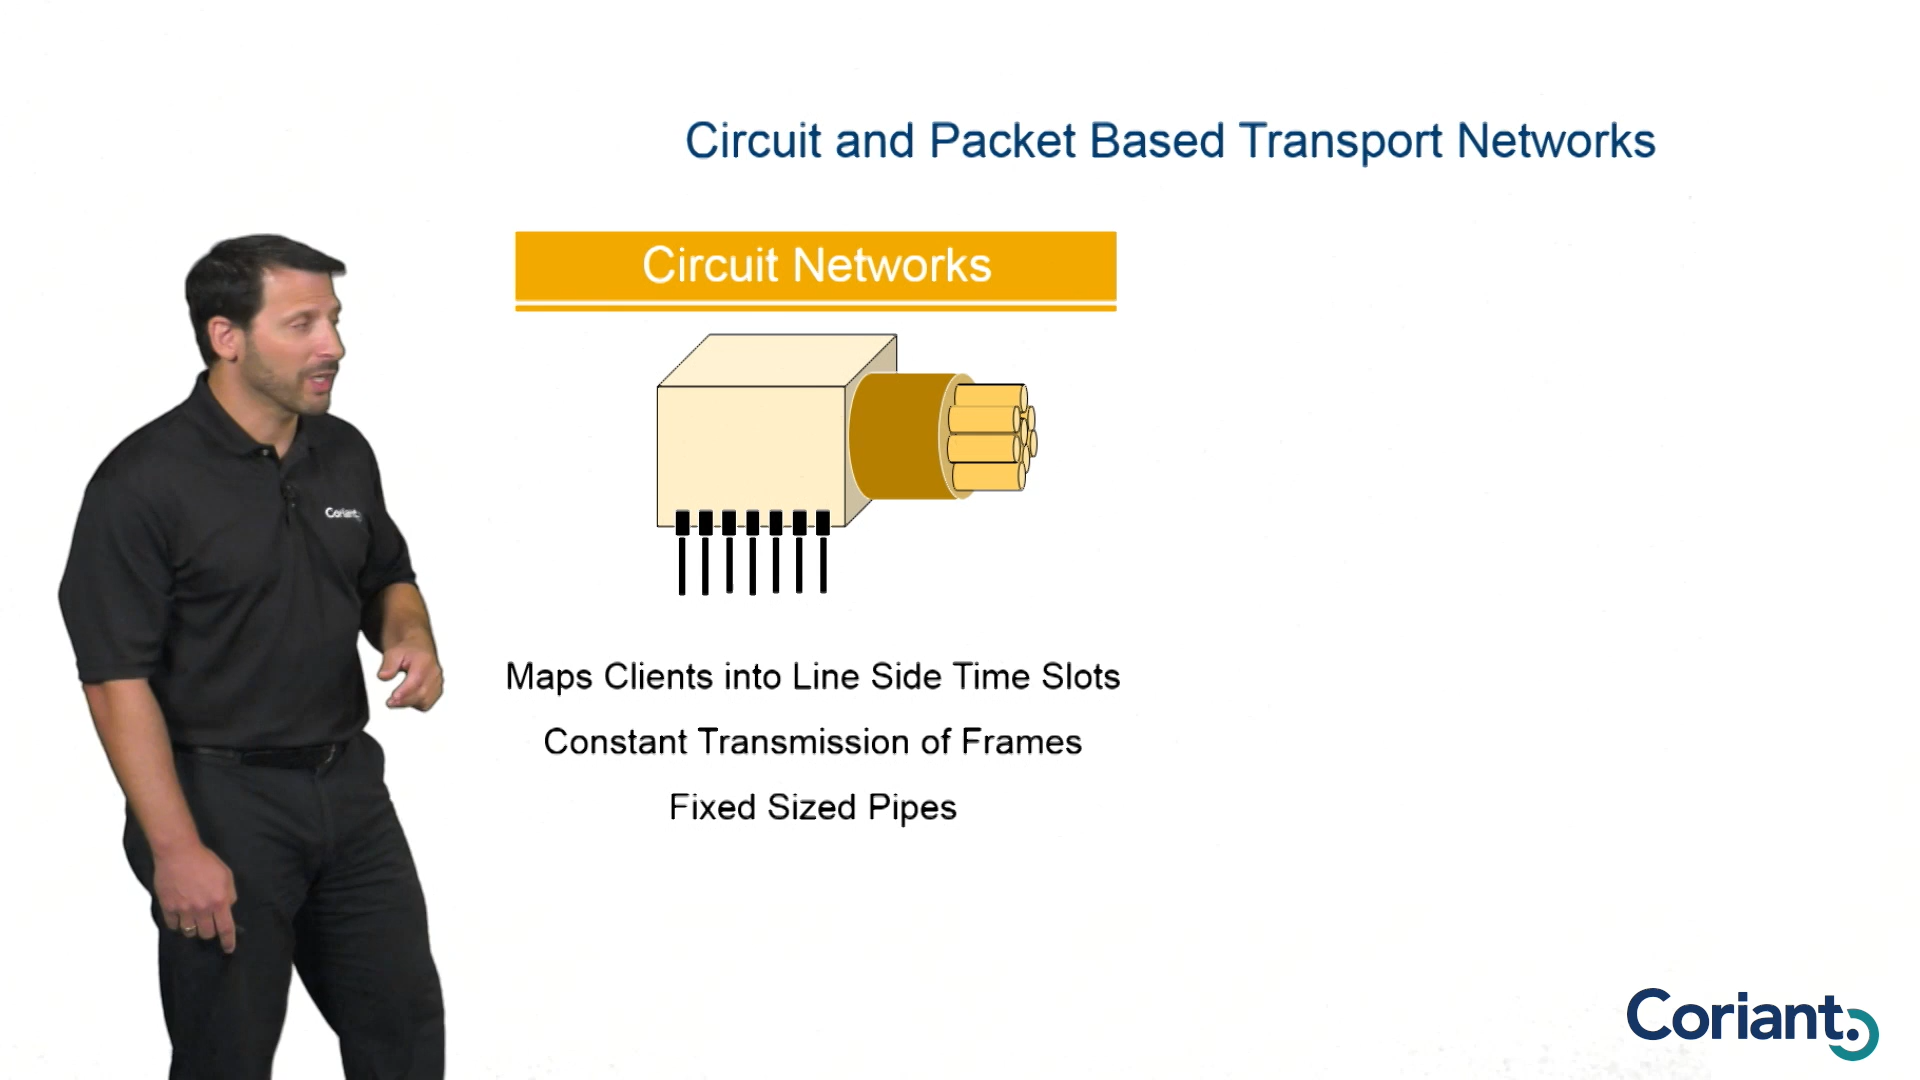 Circuit and Packet Based Transport Networks
Circuit Networks
Coriant
Maps Clients into Line Side Time Slots
Constant Transmission of Frames
Fixed Sized Pipes
Coriant